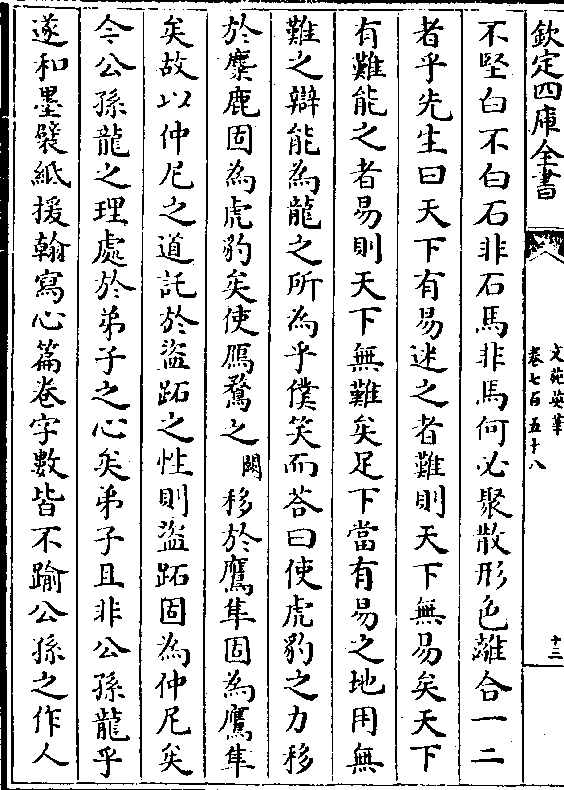 欽定四庫全書
文苑英華
卷七百五十八
十二
不堅白不白石非石馬非馬何必聚散形色離合一二
者乎先生曰天下有易迷之者難則天下無易矣天下
有難能之者易則天下無難矣足下當有易之地用無
難之辯能為龍之所為乎僕笑而荅曰使虎豹之力移
於麋鹿固為虎豹矣使鴈鶩之闕移於鷹隼固為鷹隼
矣故以仲尼之道託於盜跖之性則盜跖固為仲尼矣
今公孫龍之理處於弟子之心矣弟子且非公孫龍乎
遂和墨襞紙援翰寫心篇卷字數皆不踰公孫之作人